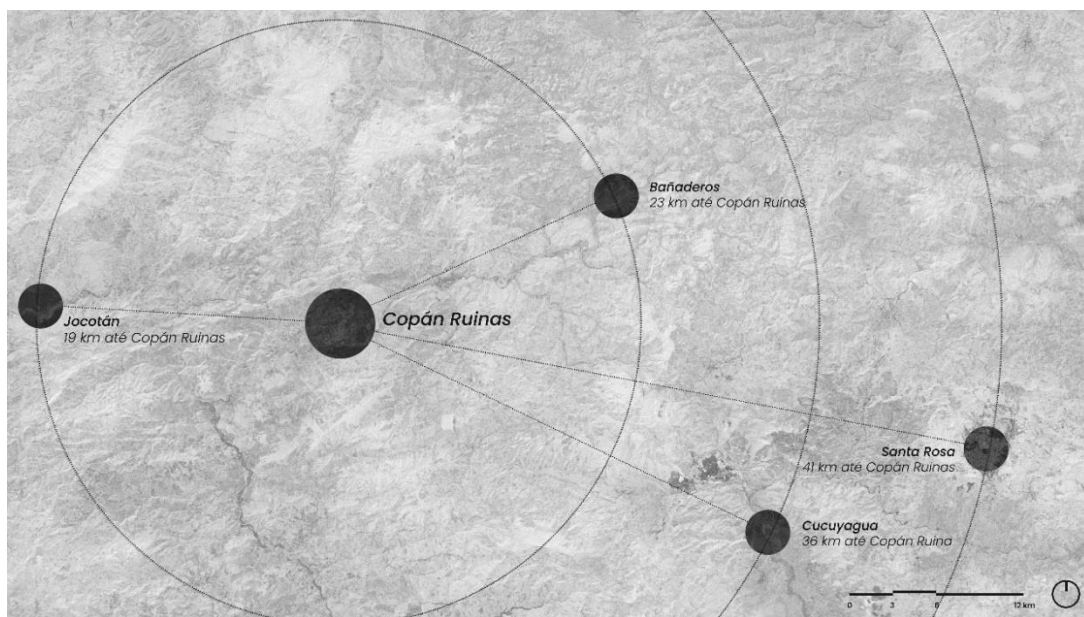 Bañaderos
23 km até Copán Ruinas
Copán Ruinas
Jocotán
19 km até Copán Ruinas
Santa Rosa
41 km até Copán Ruinas
Cucuyagua
36 km até Copán Ruina
0 3 6 12 km